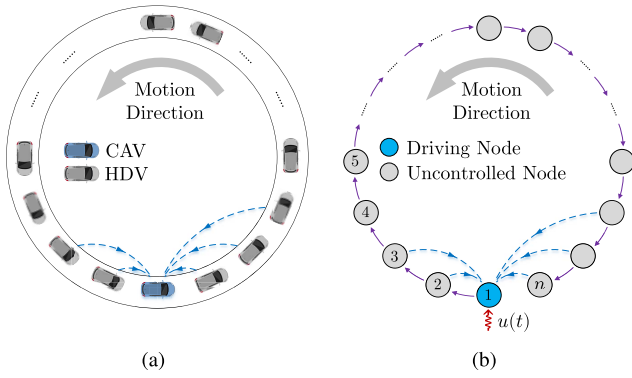 Motion
Direction
CAV
HDV
(a)
Motion
Direction
Driving Node
Uncontrolled Node
5
4
3
2
1
n
u(t)
(b)